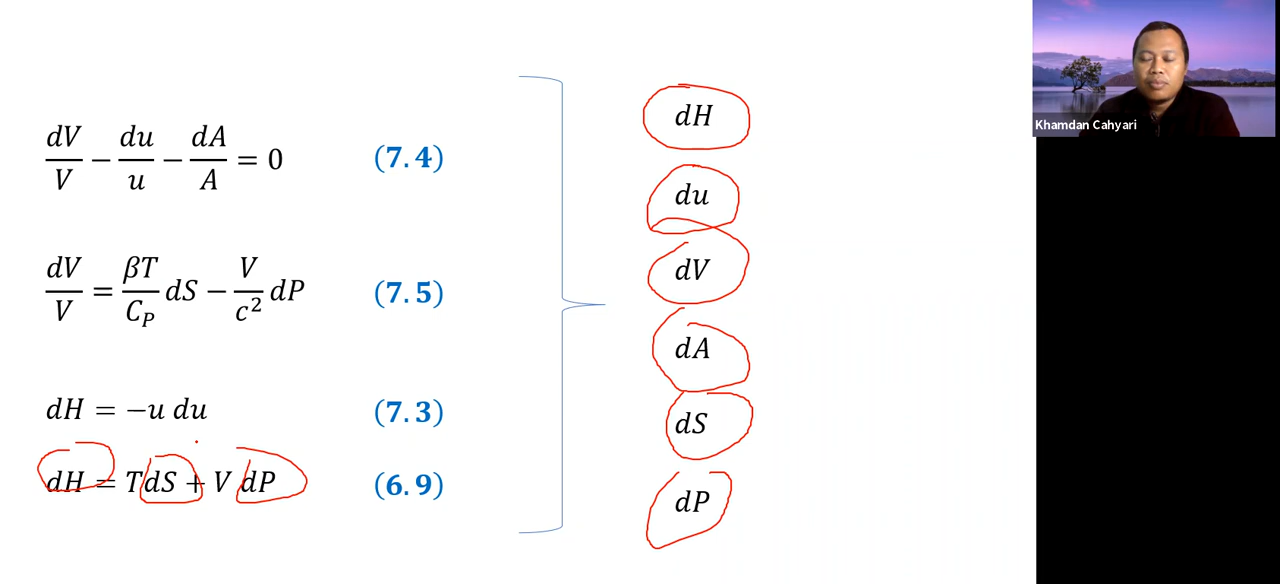 dV/V − du/u − dA/A = 0 (7.4)
dV/V = βT/C_P dS − V/c² dP (7.5)
dH = −u du (7.3)
dH = TdS + V dP (6.9)
dH
du
dV
dA
dS
dP
Khamdan Cahyari